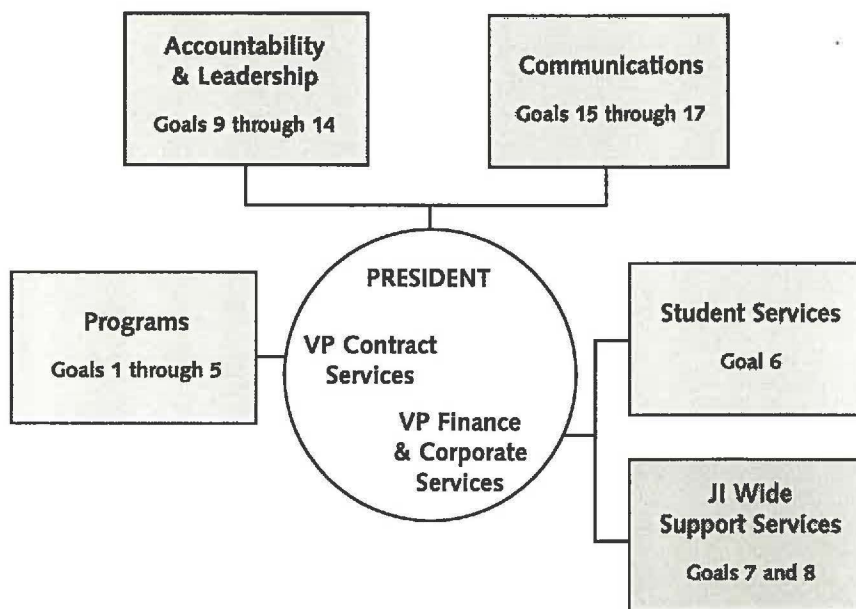 Accountability
& Leadership
Goals 9 through 14
Communications
Goals 15 through 17
PRESIDENT
VP Contract
Services
VP Finance
& Corporate
Services
Programs
Goals 1 through 5
Student Services
Goal 6
JI Wide
Support Services
Goals 7 and 8